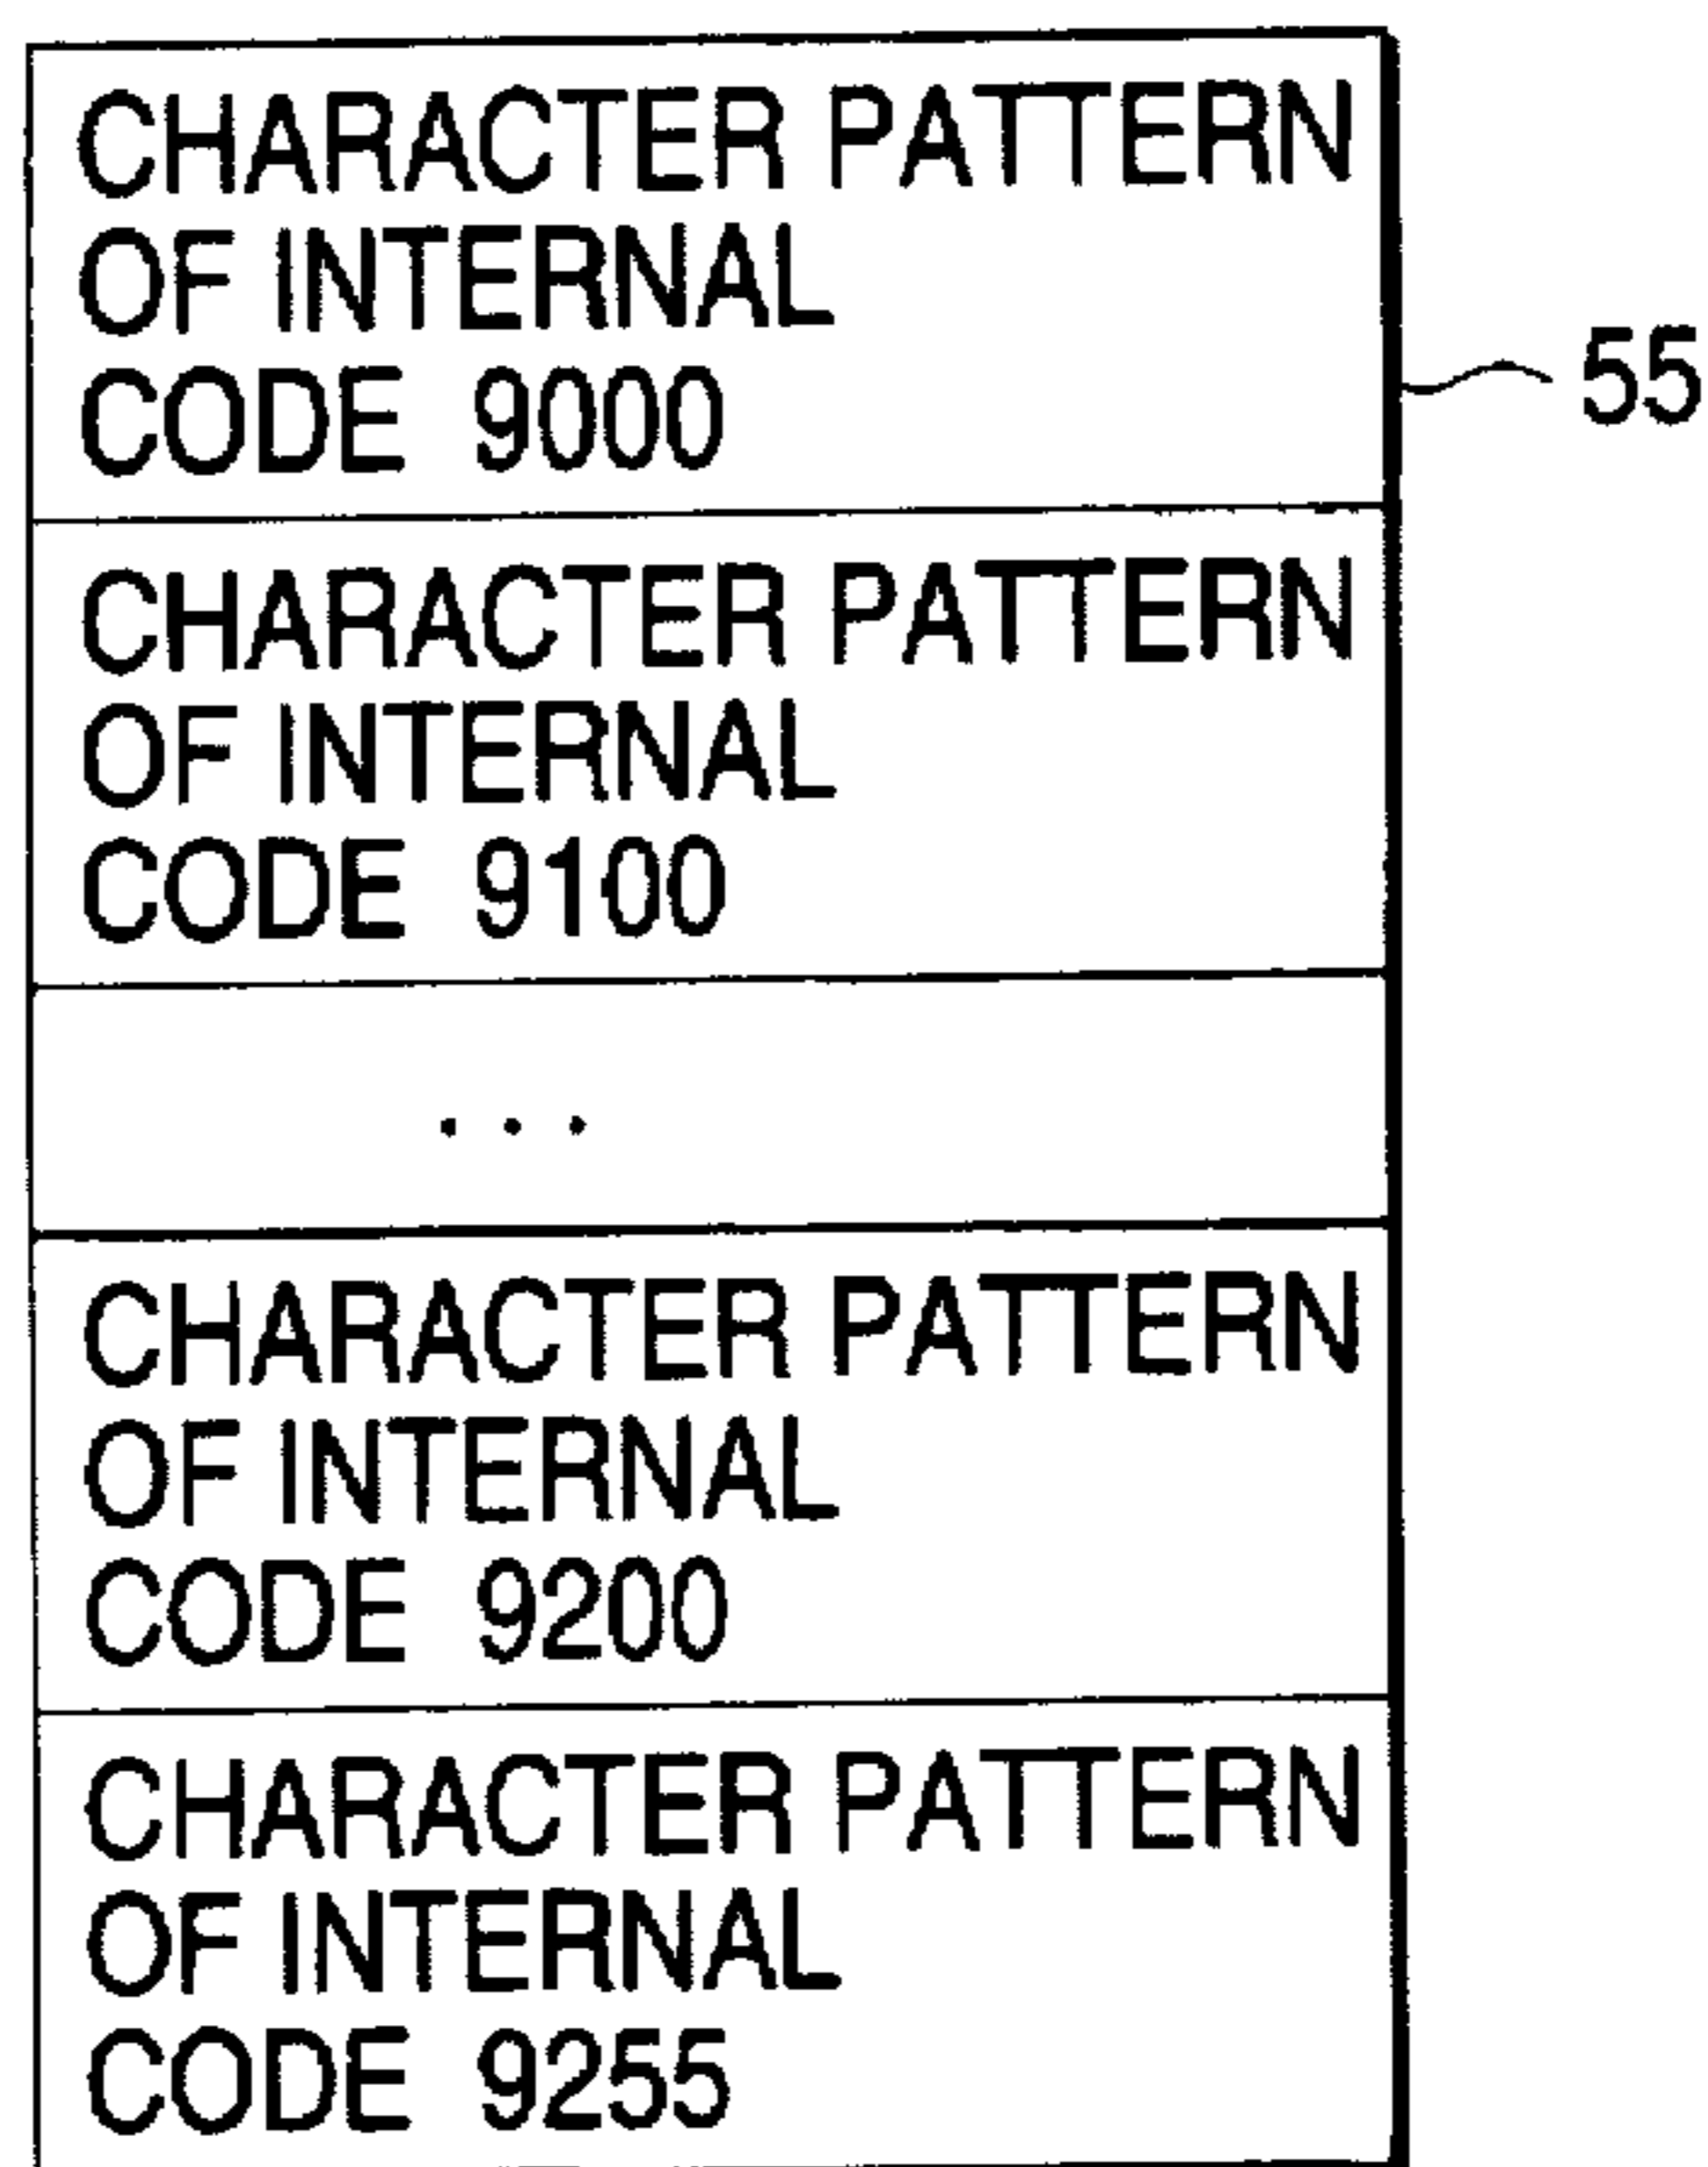 CHARACTER PATTERN
OF INTERNAL
CODE 9000
55
CHARACTER PATTERN
OF INTERNAL
CODE 9100
...
CHARACTER PATTERN
OF INTERNAL
CODE 9200
CHARACTER PATTERN
OF INTERNAL
CODE 9255